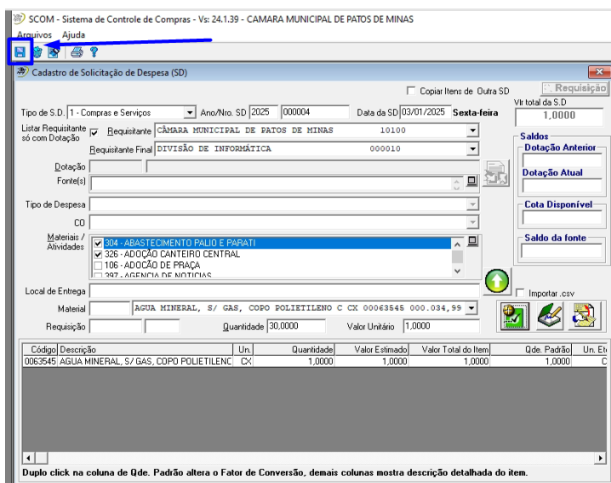 SCOM - Sistema de Controle de Compras - Vs: 24.1.39 - CAMARA MUNICIPAL DE PATOS DE MINAS
Arquivos Ajuda
Cadastro de Solicitação de Despesa (SD)
Copiar Itens de Outra SD
Requisição
Tipo de S.D. 1 - Compras e Serviços Ano/Nro. SD 2025 000004 Data da SD 03/01/2025 Sexta-feira
Vlr total da S.D
1,0000
Listar Requisitante só com Dotação
Requisitante CÂMARA MUNICIPAL DE PATOS DE MINAS 10100
Requisitante Final DIVISÃO DE INFORMÁTICA 000010
Saldos
Dotação Anterior
Dotação
Fonte(s)
Dotação Atual
Tipo de Despesa
Cota Disponível
CO
Materiais / Atividades
304 - ABASTECIMENTO PALIO E PARATI
326 - ADOÇÃO CANTEIRO CENTRAL
106 - ADOCÃO DE PRAÇA
397 - AGENCIA DE NOTICIAS
Saldo da fonte
Local de Entrega
Importar .csv
Material AGUA MINERAL, S/ GAS, COPO POLIETILENO C CX 00063545 000.034,99
Requisição Quantidade 30,0000 Valor Unitário 1,0000
Código Descrição Un. Quantidade Valor Estimado Valor Total do Item Qde. Padrão Un. Et
0063545 AGUA MINERAL, S/ GAS, COPO POLIETILENC CX 1,0000 1,0000 1,0000 1,0000 C
Duplo click na coluna de Qde. Padrão altera o Fator de Conversão, demais colunas mostra descrição detalhada do item.